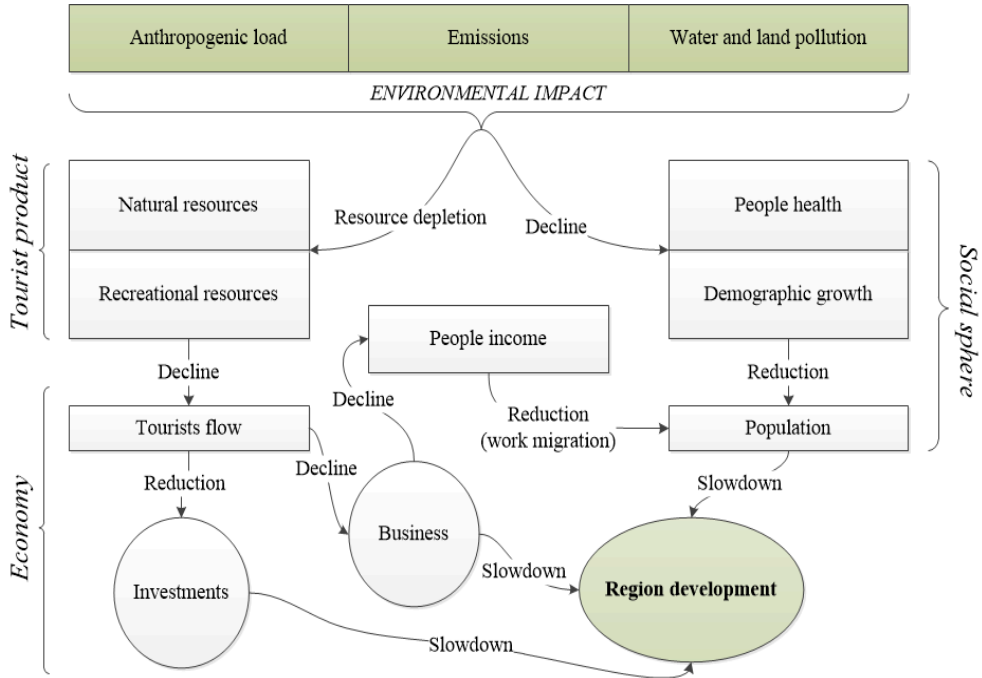 Anthropogenic load
Emissions
Water and land pollution
ENVIRONMENTAL IMPACT
Tourist product
Natural resources
Recreational resources
Resource depletion
Decline
People health
Demographic growth
Social sphere
People income
Decline
Reduction
Economy
Tourists flow
Decline
Decline
Reduction
(work migration)
Population
Reduction
Slowdown
Investments
Business
Slowdown
Region development
Slowdown